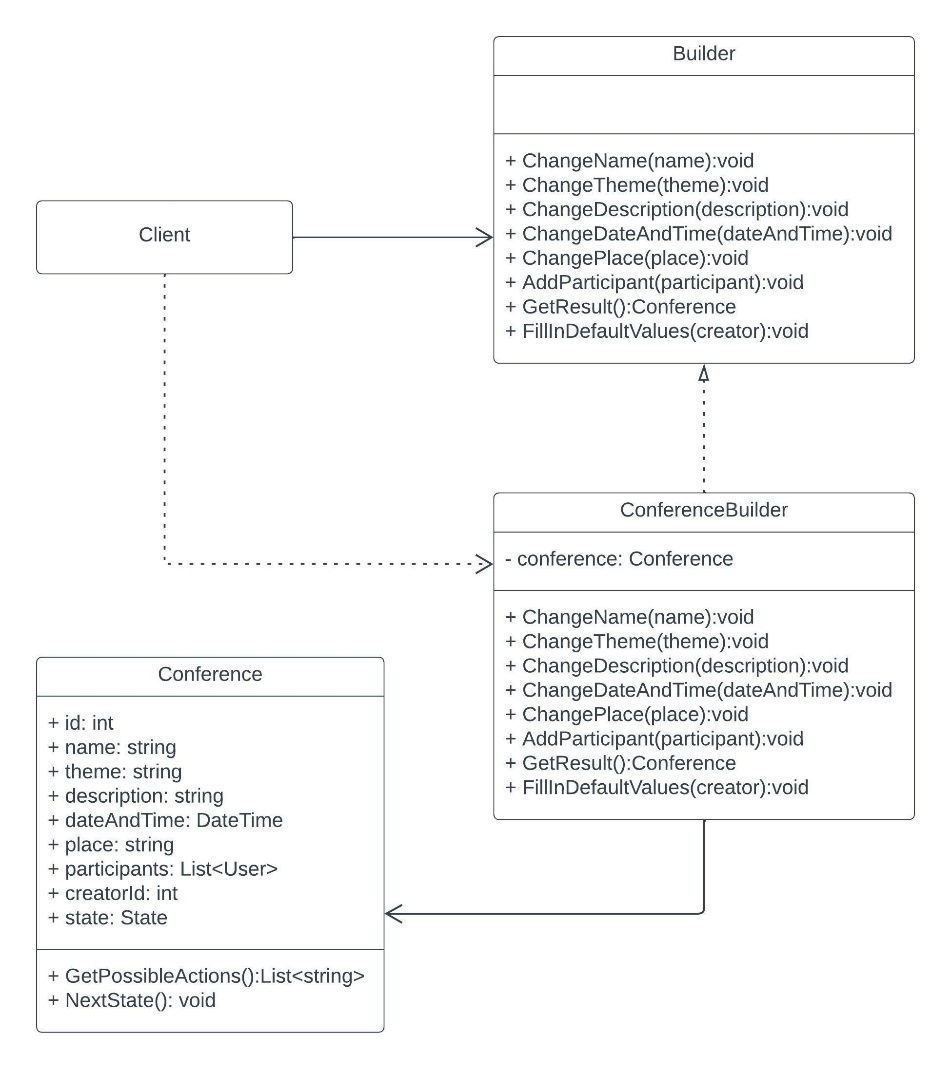 Builder
+ ChangeName(name):void
+ ChangeTheme(theme):void
+ ChangeDescription(description):void
+ ChangeDateAndTime(dateAndTime):void
+ ChangePlace(place):void
+ AddParticipant(participant):void
+ GetResult():Conference
+ FillInDefaultValues(creator):void
Client
ConferenceBuilder
- conference: Conference
+ ChangeName(name):void
+ ChangeTheme(theme):void
+ ChangeDescription(description):void
+ ChangeDateAndTime(dateAndTime):void
+ ChangePlace(place):void
+ AddParticipant(participant):void
+ GetResult():Conference
+ FillInDefaultValues(creator):void
Conference
+ id: int
+ name: string
+ theme: string
+ description: string
+ dateAndTime: DateTime
+ place: string
+ participants: List<User>
+ creatorId: int
+ state: State
+ GetPossibleActions():List<string>
+ NextState(): void